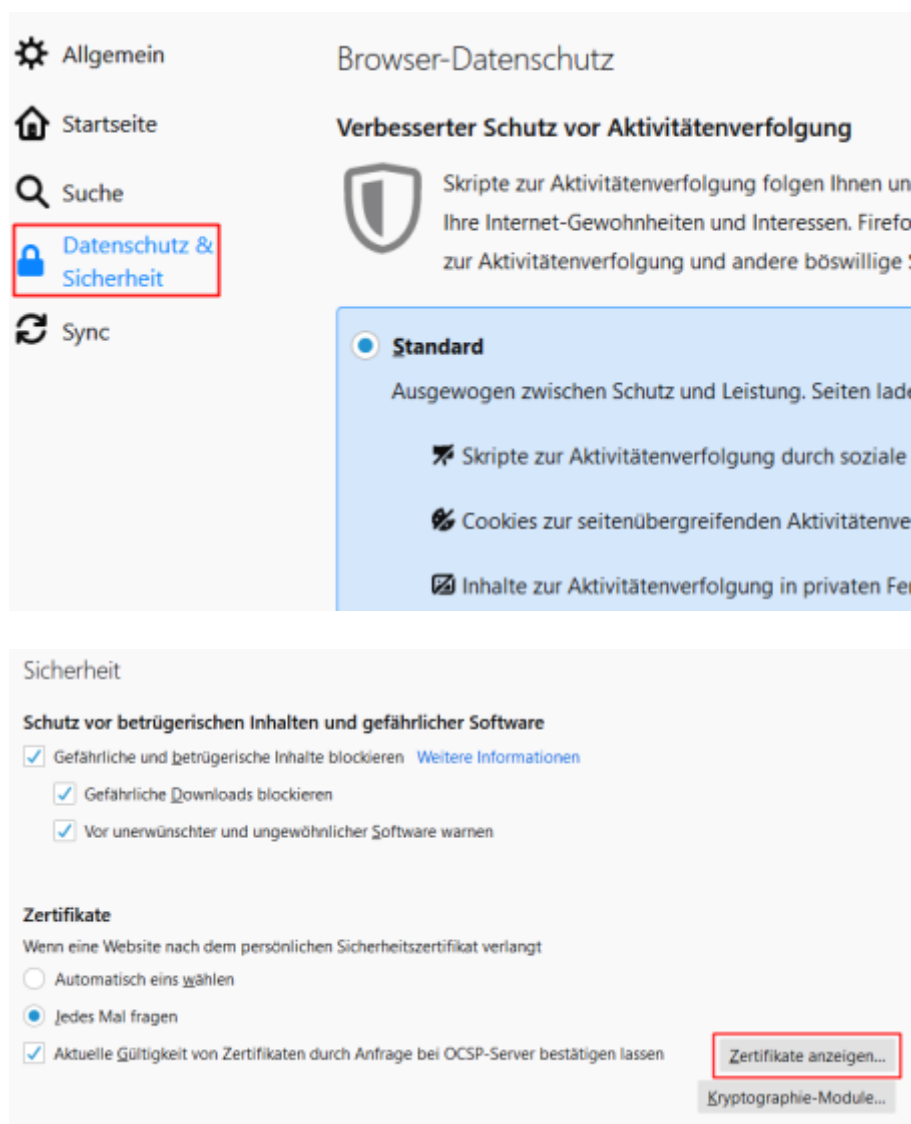 Allgemein
Startseite
Suche
Datenschutz &
Sicherheit
Sync
Browser-Datenschutz
Verbesserter Schutz vor Aktivitätenverfolgung
Skripte zur Aktivitätenverfolgung folgen Ihnen un
Ihre Internet-Gewohnheiten und Interessen. Firefo
zur Aktivitätenverfolgung und andere böswillige
Standard
Ausgewogen zwischen Schutz und Leistung. Seiten lade
Skripte zur Aktivitätenverfolgung durch soziale
Cookies zur seitenübergreifenden Aktivitätenve
Inhalte zur Aktivitätenverfolgung in privaten Fe
Sicherheit
Schutz vor betrügerischen Inhalten und gefährlicher Software
Gefährliche und betrügerische Inhalte blockieren Weitere Informationen
Gefährliche Downloads blockieren
Vor unerwünschter und ungewöhnlicher Software warnen
Zertifikate
Wenn eine Website nach dem persönlichen Sicherheitszertifikat verlangt
Automatisch eins wählen
Jedes Mal fragen
Aktuelle Gültigkeit von Zertifikaten durch Anfrage bei OCSP-Server bestätigen lassen
Zertifikate anzeigen...
Kryptographie-Module...